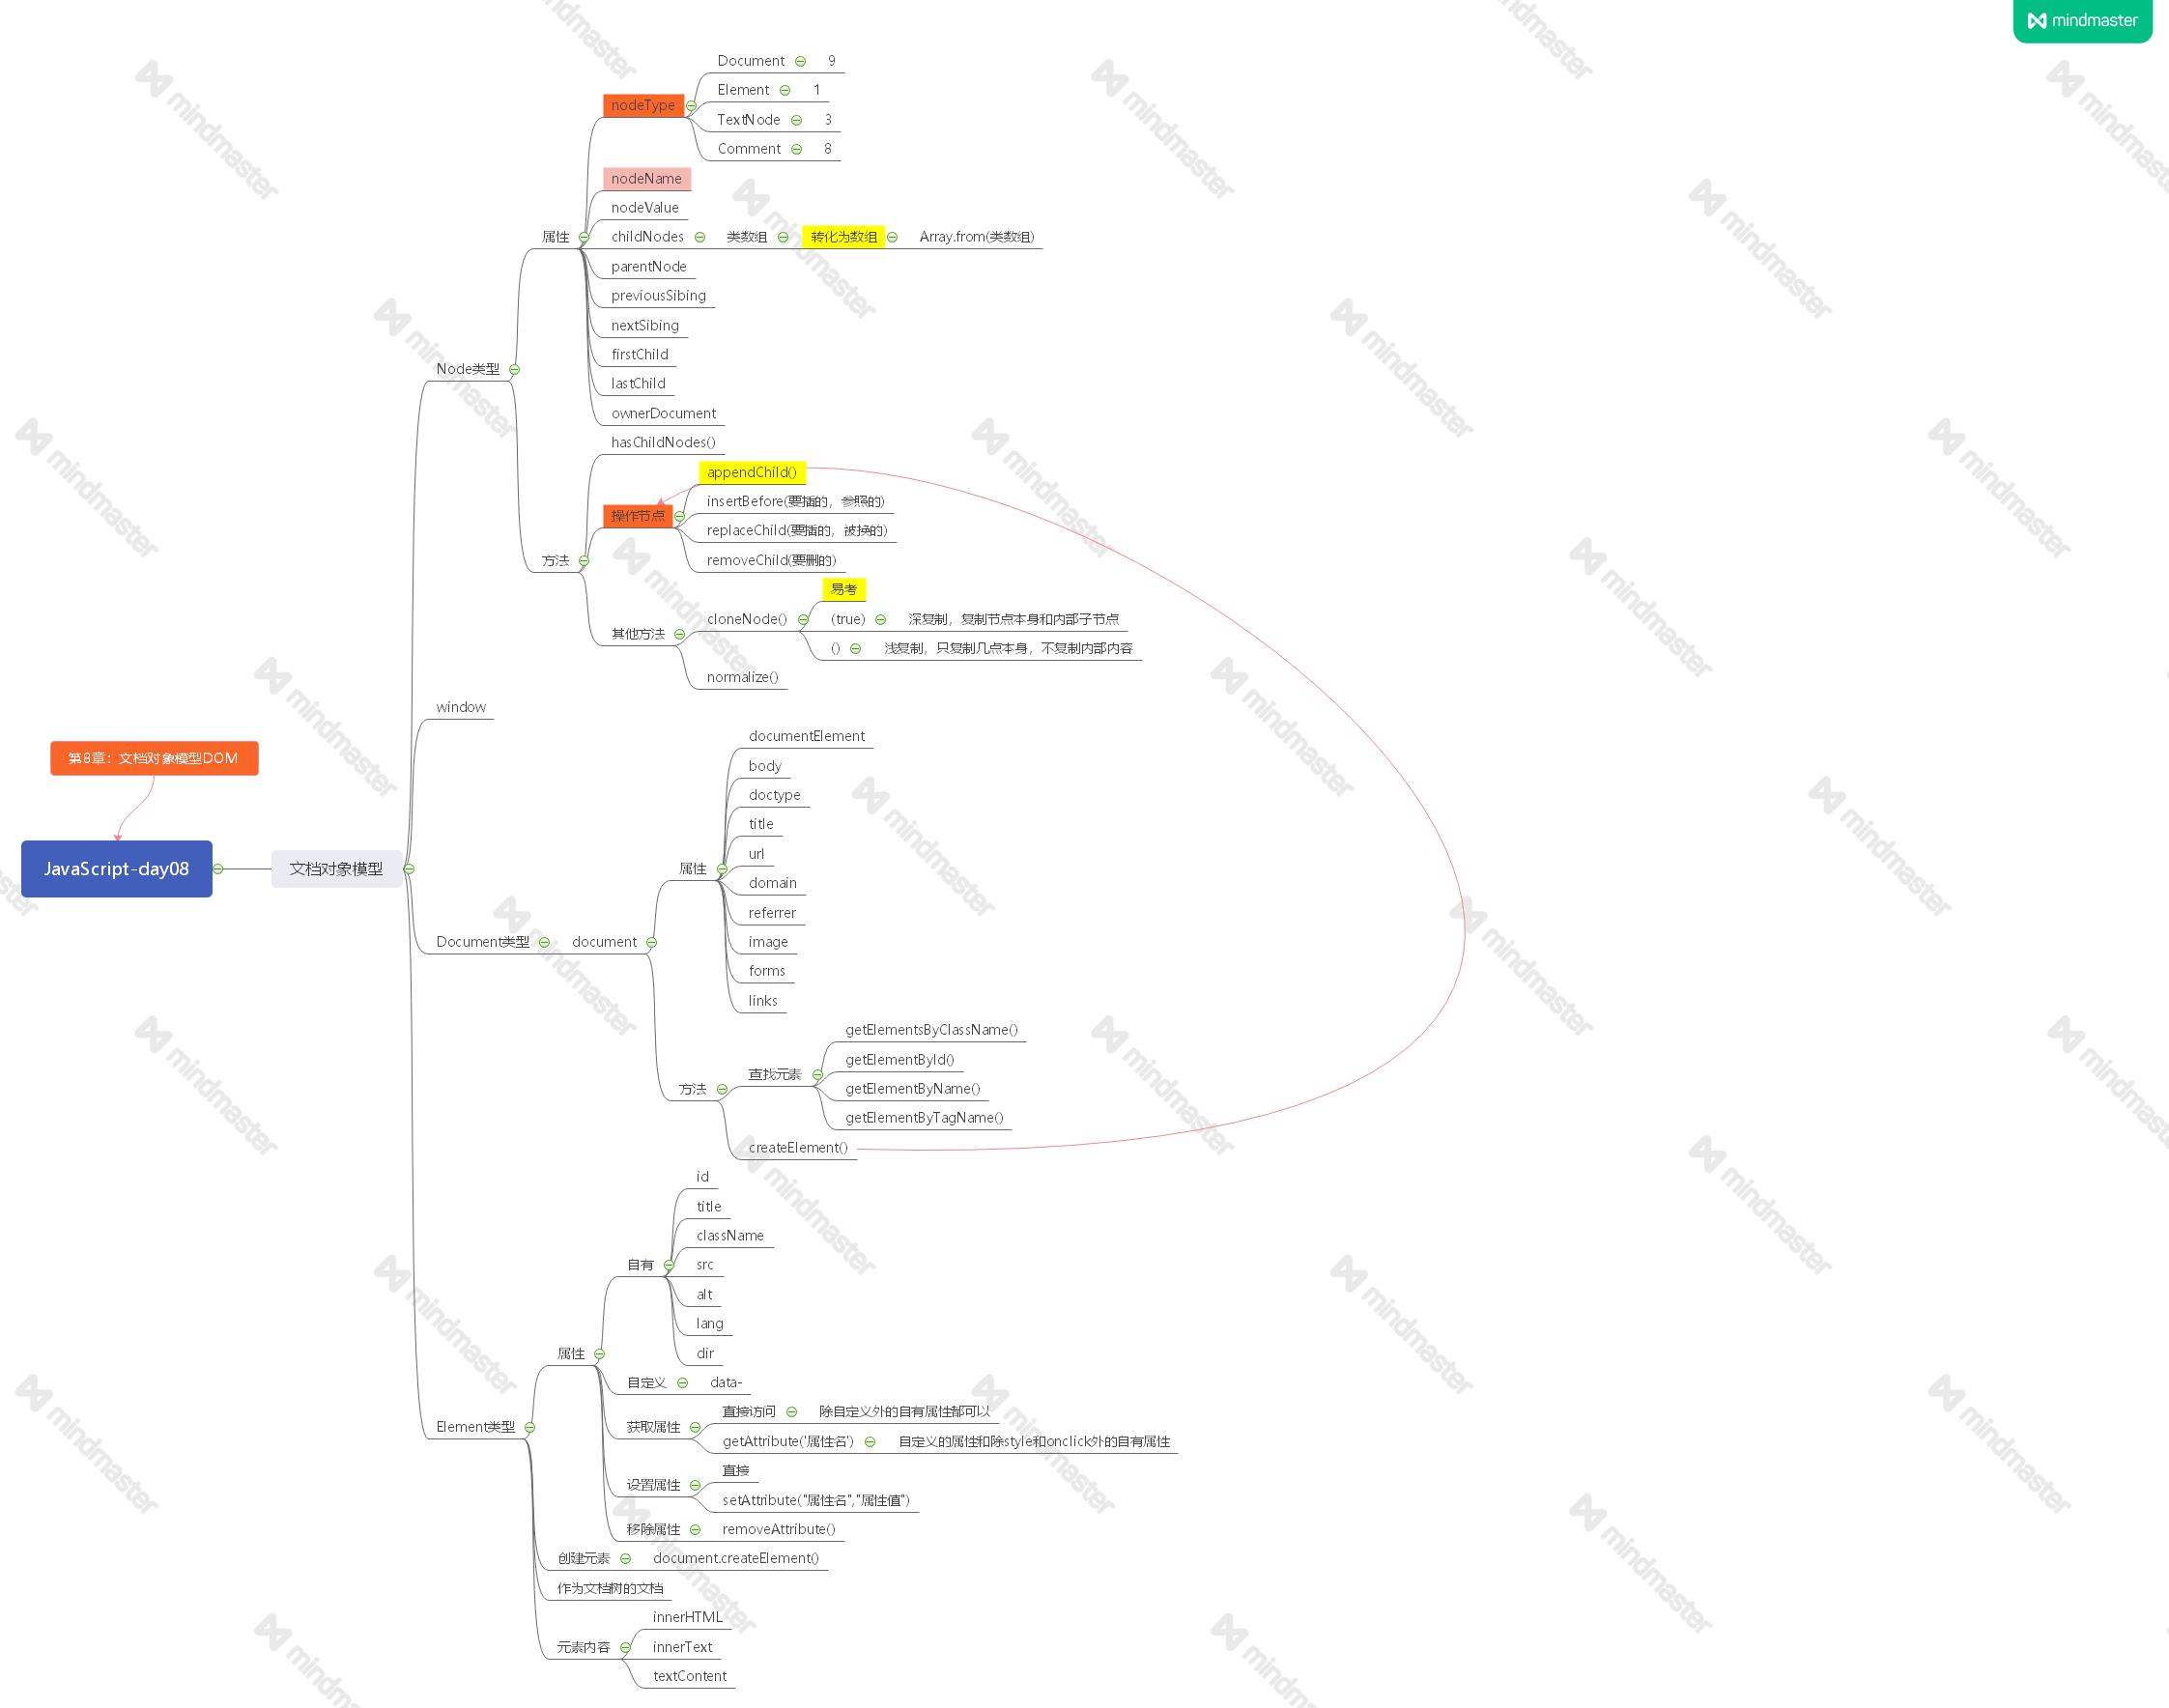 mindmaster
第8章：文档对象模型DOM
JavaScript-day08
文档对象模型
Node类型
属性
nodeType
Document
9
Element
1
TextNode
3
Comment
8
nodeName
nodeValue
childNodes
类数组
转化为数组
Array.from(类数组)
parentNode
previousSibing
nextSibing
firstChild
lastChild
ownerDocument
方法
hasChildNodes()
操作节点
appendChild()
insertBefore(要插的，参照的)
replaceChild(要插的，被换的)
removeChild(要删的)
其他方法
cloneNode()
易考
(true)
深复制，复制节点本身和内部子节点
()
浅复制，只复制几点本身，不复制内部内容
normalize()
window
Document类型
document
属性
documentElement
body
doctype
title
url
domain
referrer
image
forms
links
方法
查找元素
getElementsByClassName()
getElementById()
getElementByName()
getElementByTagName()
createElement()
Element类型
属性
自有
id
title
className
src
alt
lang
dir
自定义
data-
获取属性
直接访问
除自定义外的自有属性都可以
getAttribute('属性名')
自定义的属性和除style和onclick外的自有属性
设置属性
直接
setAttribute("属性名","属性值")
移除属性
removeAttribute()
创建元素
document.createElement()
作为文档树的文档
元素内容
innerHTML
innerText
textContent